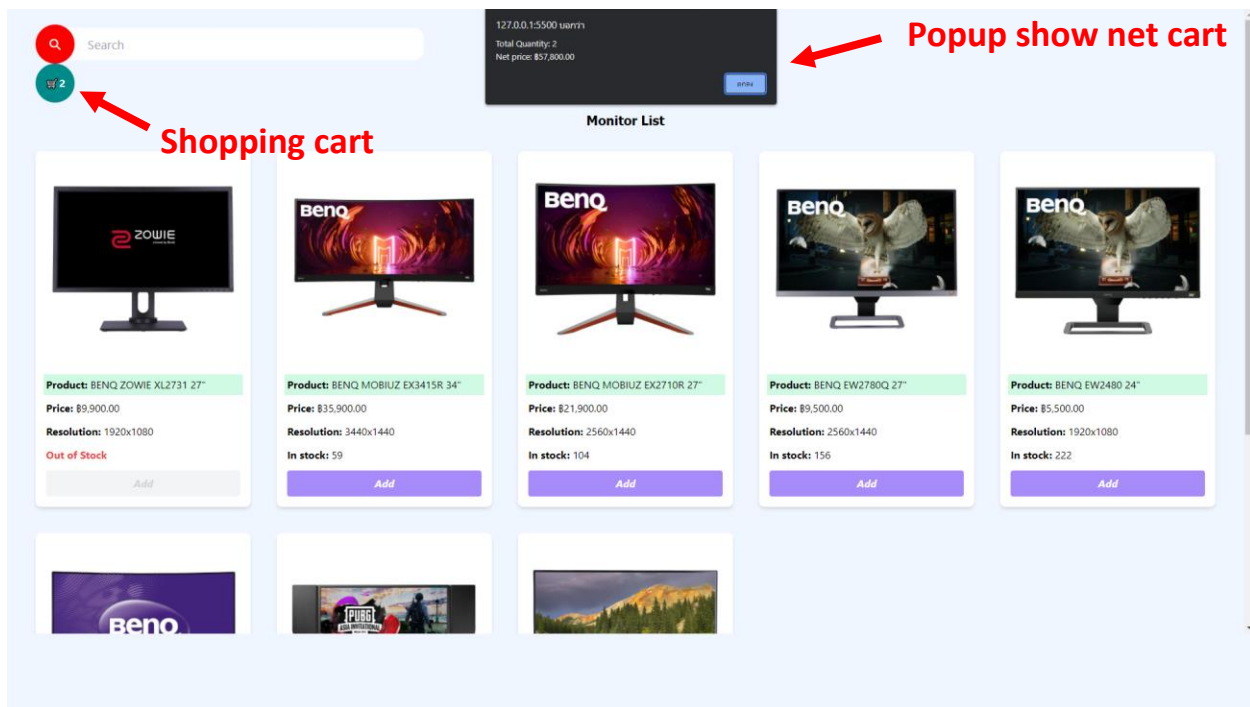 127.0.0.1:5500 บอกว่า
Total Quantity: 2
Net price: ฿57,800.00
ตกลง
Popup show net cart
Search
2
Shopping cart
Monitor List
ZOWIE
BenQ
BenQ
BenQ
BenQ
Product: BENQ ZOWIE XL2731 27"
Price: ฿9,900.00
Resolution: 1920x1080
Out of Stock
Add
Product: BENQ MOBIUZ EX3415R 34"
Price: ฿35,900.00
Resolution: 3440x1440
In stock: 59
Add
Product: BENQ MOBIUZ EX2710R 27"
Price: ฿21,900.00
Resolution: 2560x1440
In stock: 104
Add
Product: BENQ EW2780Q 27"
Price: ฿9,500.00
Resolution: 2560x1440
In stock: 156
Add
Product: BENQ EW2480 24"
Price: ฿5,500.00
Resolution: 1920x1080
In stock: 222
Add
BenQ
PUBG
ASIA INVITATIONAL